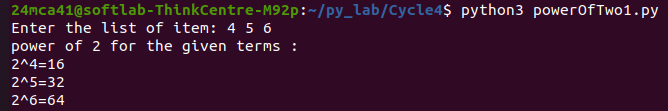 24mca41@softlab-ThinkCentre-M92p:~/py_lab/Cycle4$ python3 powerOfTwo1.py
Enter the list of item: 4 5 6
power of 2 for the given terms :
2^4=16
2^5=32
2^6=64